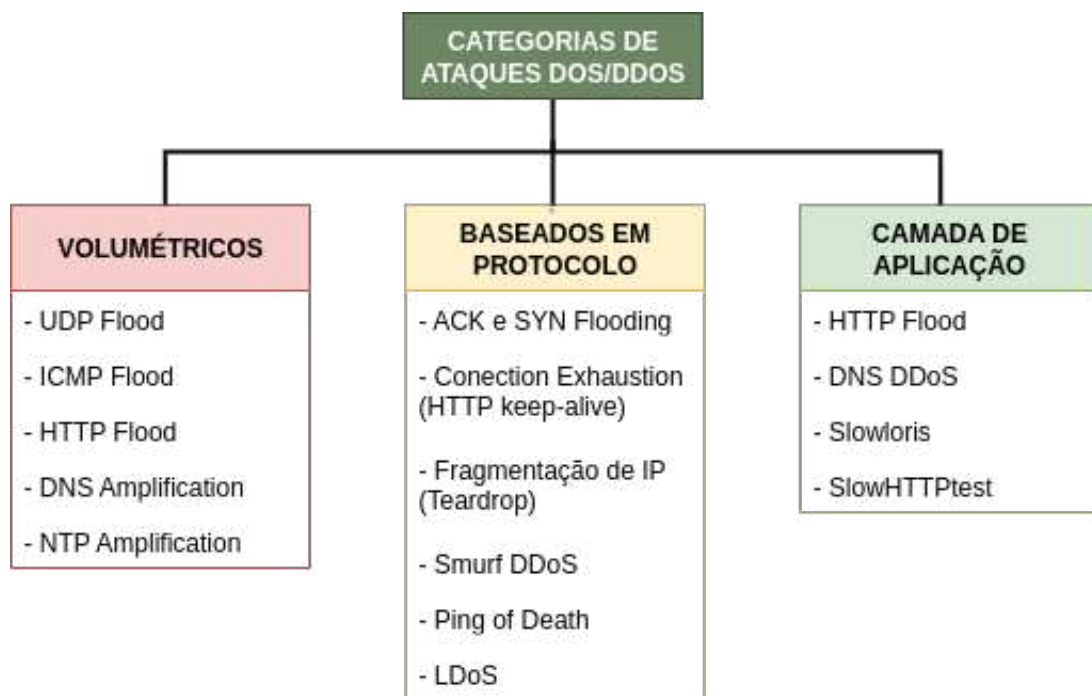 CATEGORIAS DE
ATAQUES DOS/DDOS
VOLUMÉTRICOS
- UDP Flood
- ICMP Flood
- HTTP Flood
- DNS Amplification
- NTP Amplification
BASEADOS EM
PROTOCOLO
- ACK e SYN Flooding
- Conection Exhaustion
(HTTP keep-alive)
- Fragmentação de IP
(Teardrop)
- Smurf DDoS
- Ping of Death
- LDoS
CAMADA DE
APLICAÇÃO
- HTTP Flood
- DNS DDoS
- Slowloris
- SlowHTTPtest